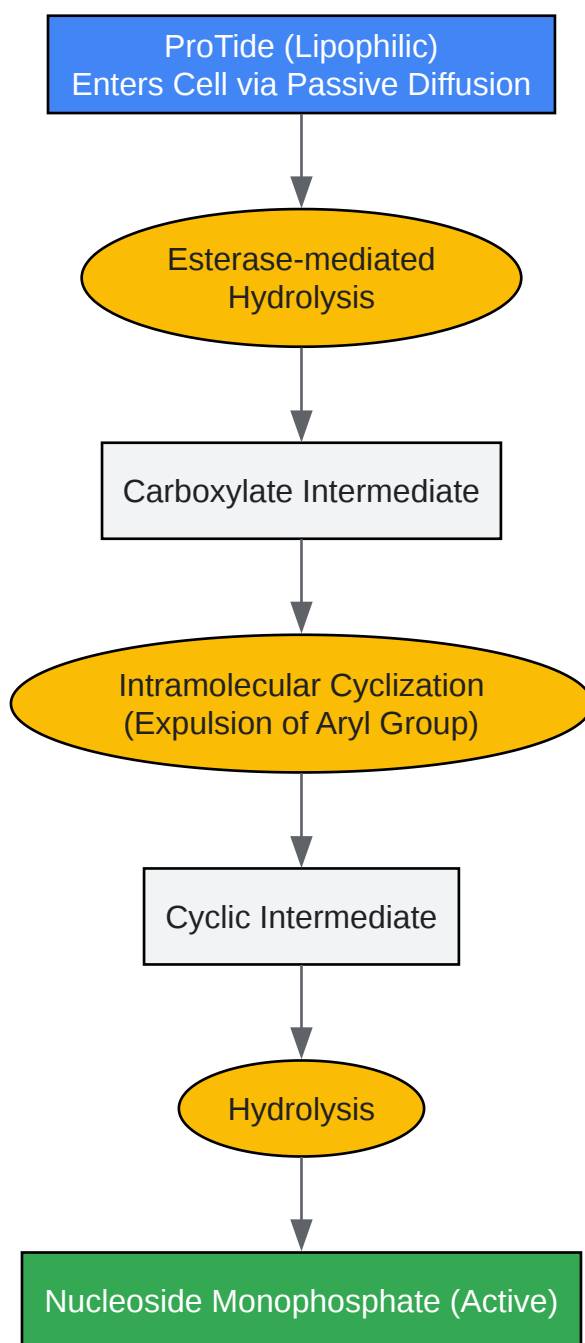 ProTide (Lipophilic)
Enters Cell via Passive Diffusion
Esterase-mediated
Hydrolysis
Carboxylate Intermediate
Intramolecular Cyclization
(Expulsion of Aryl Group)
Cyclic Intermediate
Hydrolysis
Nucleoside Monophosphate (Active)